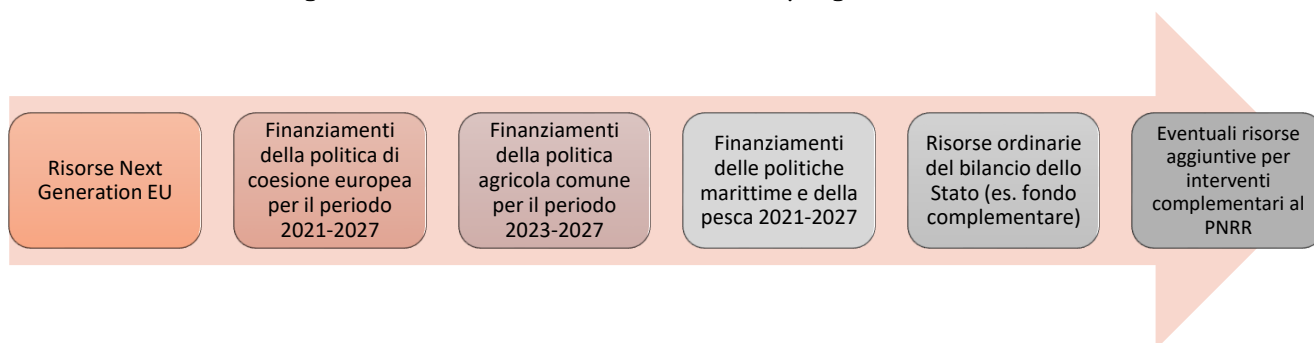 Risorse Next
Generation EU
Finanziamenti
della politica di
coesione europea
per il periodo
2021-2027
Finanziamenti
della politica
agricola comune
per il periodo
2023-2027
Finanziamenti
delle politiche
marittime e della
pesca 2021-2027
Risorse ordinarie
del bilancio dello
Stato (es. fondo
complementare)
Eventuali risorse
aggiuntive per
interventi
complementari al
PNRR